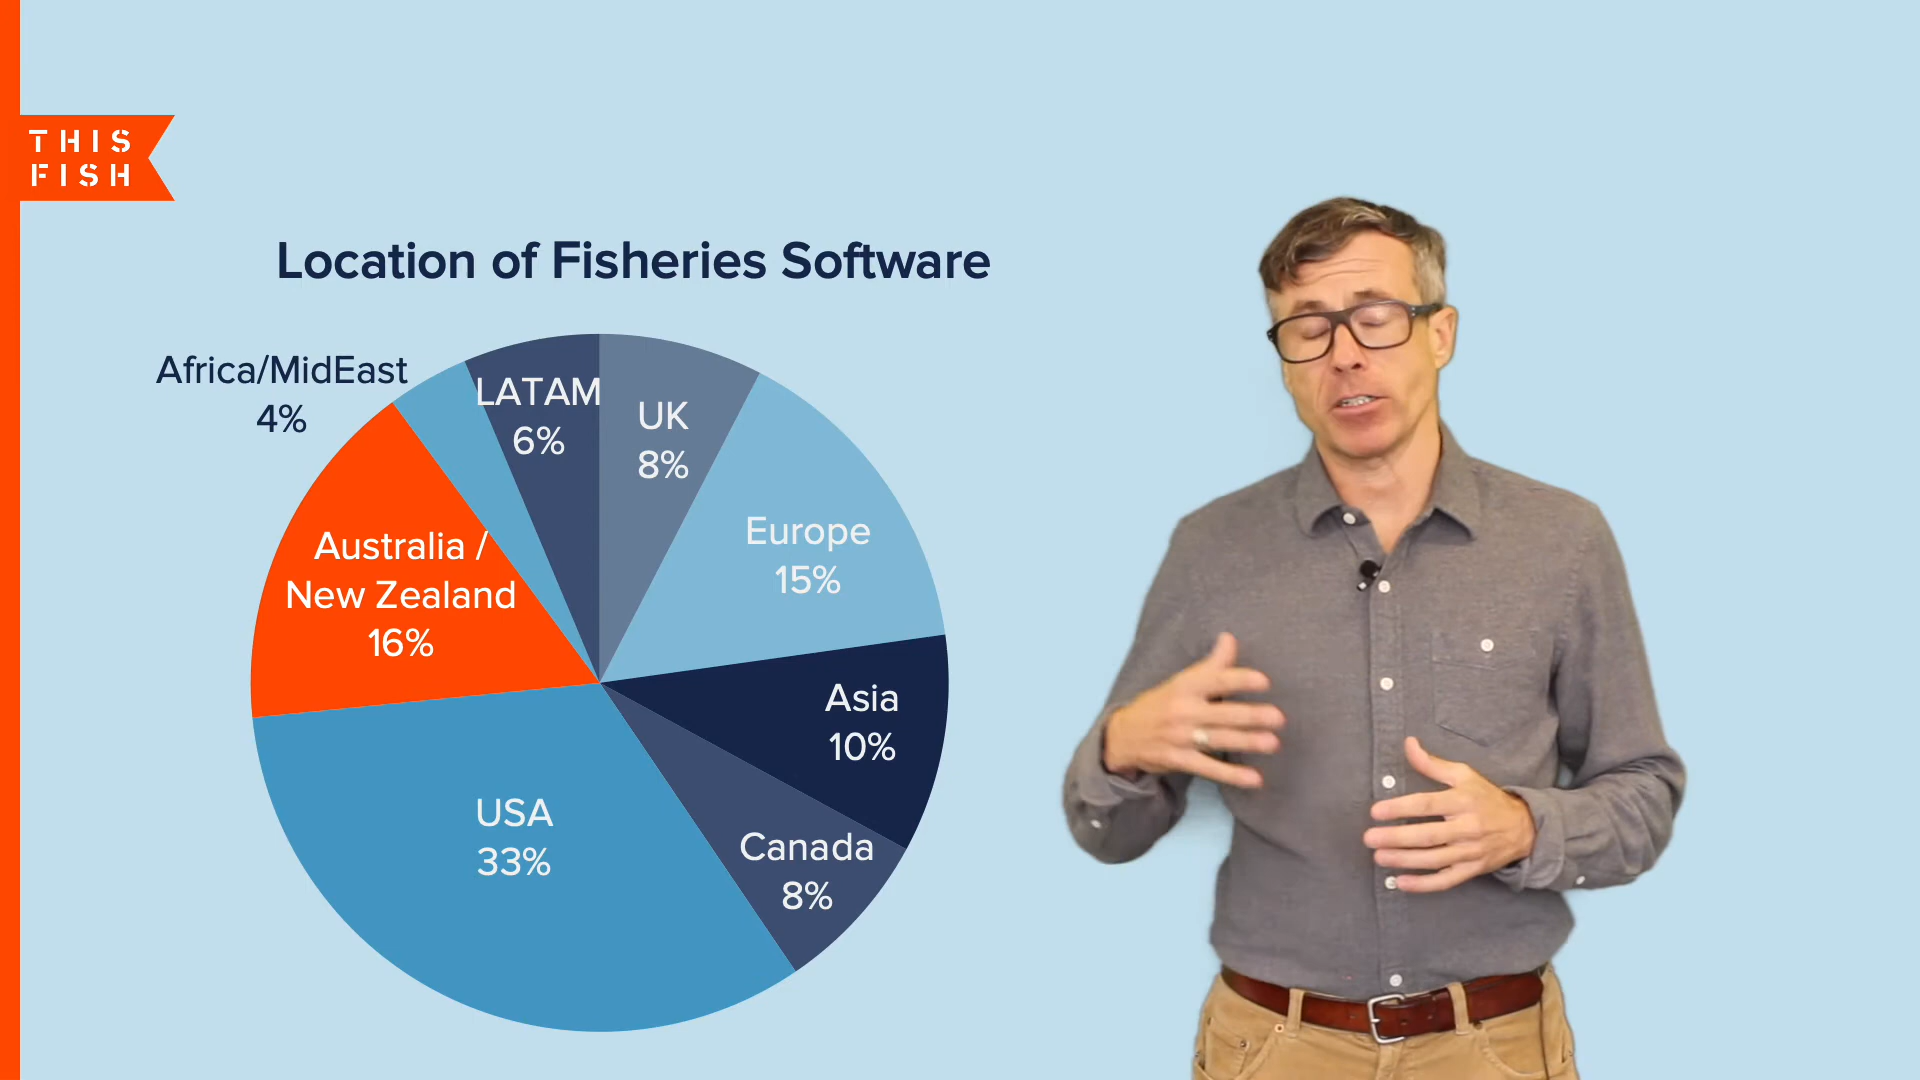 THIS
FISH
Location of Fisheries Software
Africa/MidEast
4%
LATAM
6%
UK
8%
Europe
15%
Australia /
New Zealand
16%
Asia
10%
USA
33%
Canada
8%